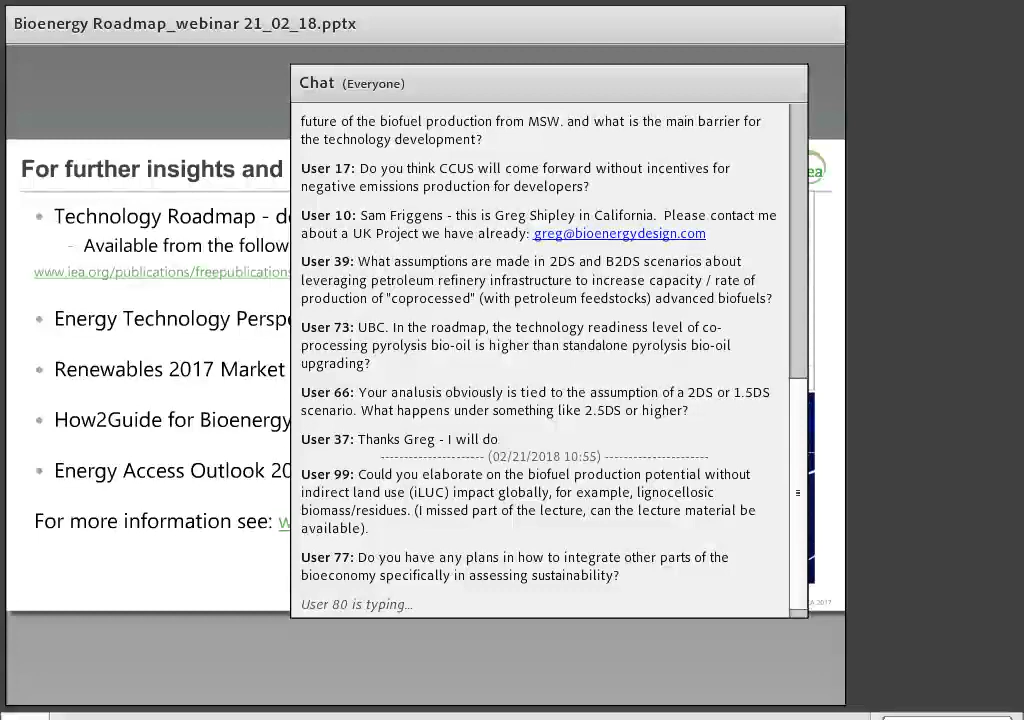 Bioenergy Roadmap_webinar 21_02_18.pptx
Chat (Everyone)
future of the biofuel production from MSW. and what is the main barrier for
the technology development?
User 17: Do you think CCUS will come forward without incentives for
negative emissions production for developers?
User 10: Sam Friggens - this is Greg Shipley in California. Please contact me
about a UK Project we have already: greg@bioenergydesign.com
User 39: What assumptions are made in 2DS and B2DS scenarios about
leveraging petroleum refinery infrastructure to increase capacity / rate of
production of "coprocessed" (with petroleum feedstocks) advanced biofuels?
User 73: UBC. In the roadmap, the technology readiness level of co-
processing pyrolysis bio-oil is higher than standalone pyrolysis bio-oil
upgrading?
User 66: Your analusis obviously is tied to the assumption of a 2DS or 1.5DS
scenario. What happens under something like 2.5DS or higher?
User 37: Thanks Greg - I will do
---------------------- (02/21/2018 10:55) ----------------------
User 99: Could you elaborate on the biofuel production potential without
indirect land use (iLUC) impact globally, for example, lignocellosic
biomass/residues. (I missed part of the lecture, can the lecture material be
available).
User 77: Do you have any plans in how to integrate other parts of the
bioeconomy specifically in assessing sustainability?
User 80 is typing...
For further insights and
Technology Roadmap - de
Available from the follow
www.iea.org/publications/freepublications
Energy Technology Perspe
Renewables 2017 Market
How2Guide for Bioenergy
Energy Access Outlook 20
For more information see: w
ea
A 2017